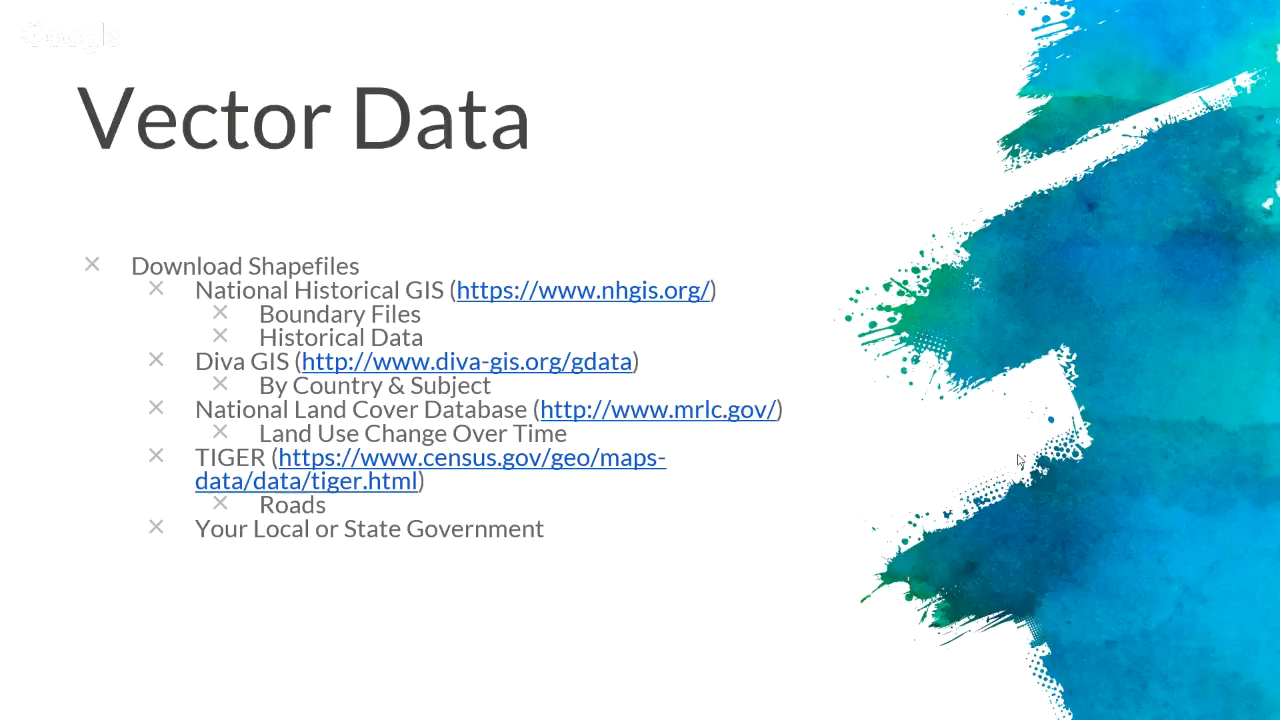 Google
Vector Data
Download Shapefiles
National Historical GIS (https://www.nhgis.org/)
Boundary Files
Historical Data
Diva GIS (http://www.diva-gis.org/gdata)
By Country & Subject
National Land Cover Database (http://www.mrlc.gov/)
Land Use Change Over Time
TIGER (https://www.census.gov/geo/maps-
data/data/tiger.html)
Roads
Your Local or State Government